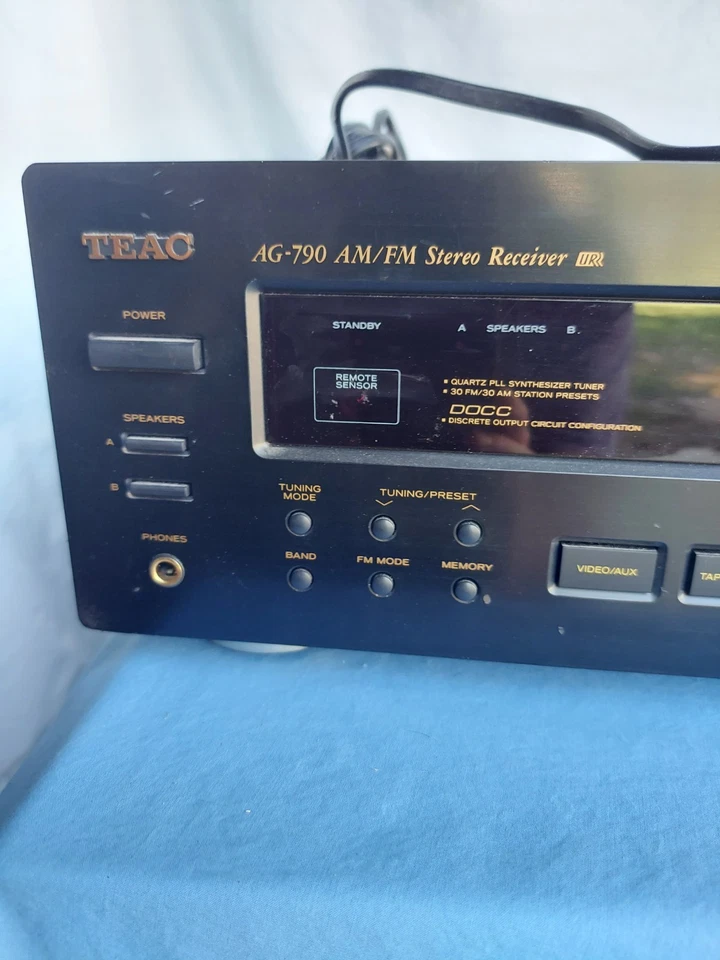 TEAC
AG-790 AM/FM Stereo Receiver UR
POWER
STANDBY
A SPEAKERS B
REMOTE
SENSOR
▪ QUARTZ PLL SYNTHESIZER TUNER
▪ 30 FM/30 AM STATION PRESETS
DOCC
▪ DISCRETE OUTPUT CIRCUIT CONFIGURATION
SPEAKERS
A
B
PHONES
TUNING
MODE
TUNING/PRESET
BAND
FM MODE
MEMORY
VIDEO/AUX
TAP